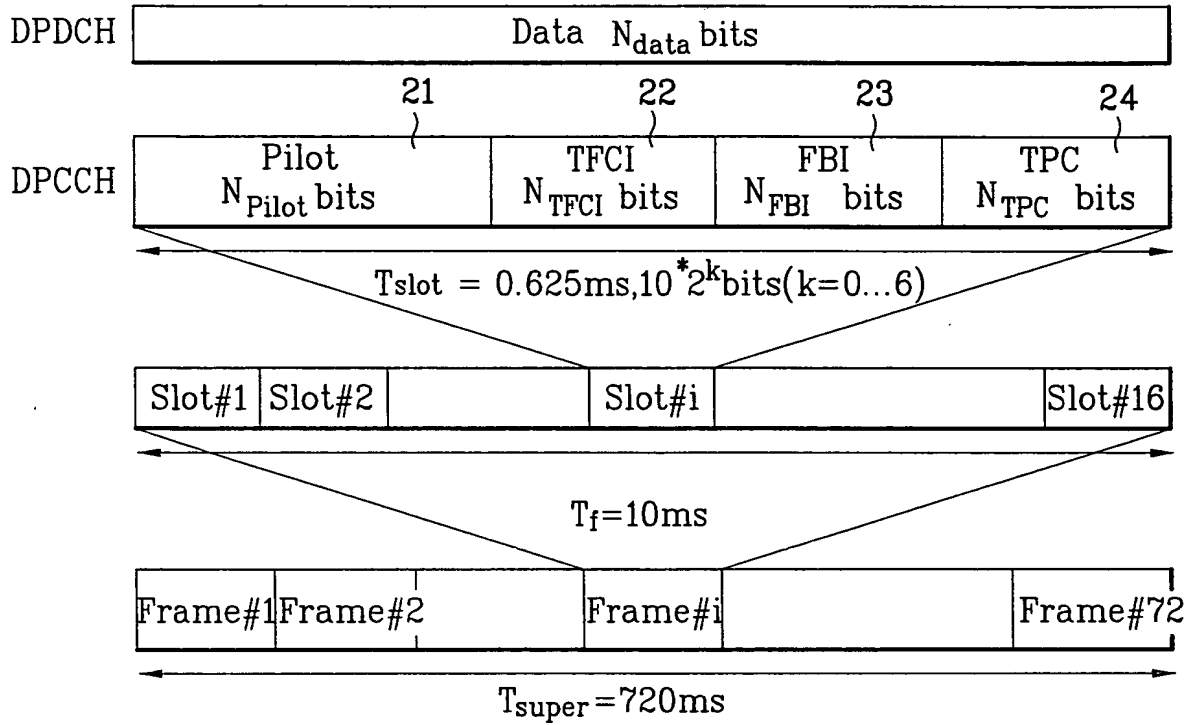 DPDCH Data N_data bits
21 22 23 24
DPCCH Pilot TFCI FBI TPC
N_Pilot bits N_TFCI bits N_FBI bits N_TPC bits
T_slot = 0.625ms,10*2^k bits(k=0...6)
Slot#1 Slot#2 Slot#i Slot#16
T_f=10ms
Frame#1 Frame#2 Frame#i Frame#72
T_super=720ms